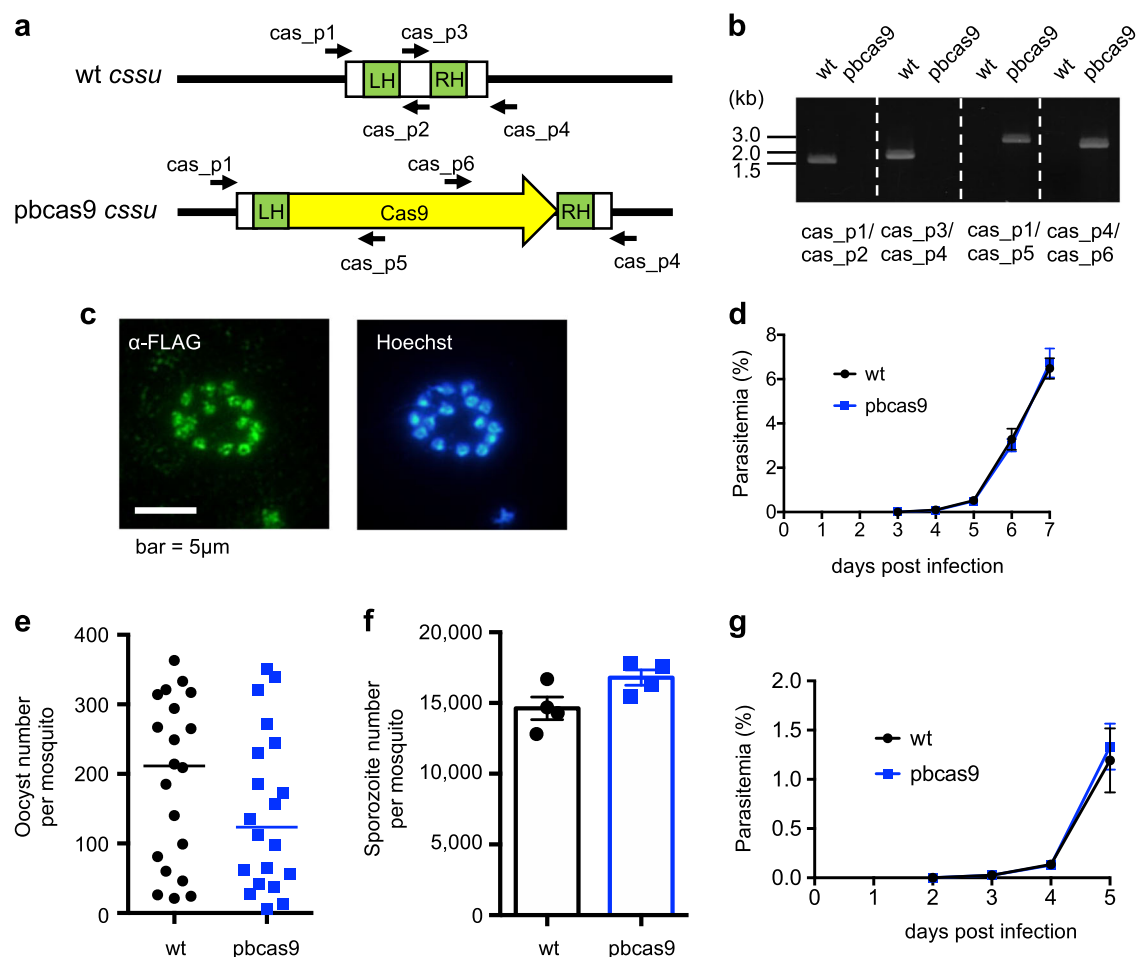 a
cas_p1
cas_p3
wt cssu
LH
RH
cas_p2
cas_p4
cas_p1
cas_p6
pbcas9 cssu
LH
Cas9
RH
cas_p5
cas_p4
b
wt
pbcas9
wt
pbcas9
wt
pbcas9
wt
pbcas9
(kb)
3.0
2.0
1.5
cas_p1/
cas_p2
cas_p3/
cas_p4
cas_p1/
cas_p5
cas_p4/
cas_p6
c
α-FLAG
Hoechst
bar = 5μm
d
Parasitemia (%)
8
6
4
2
0
wt
pbcas9
0 1 2 3 4 5 6 7
days post infection
e
Oocyst number
per mosquito
400
300
200
100
0
wt
pbcas9
f
Sporozoite number
per mosquito
20,000
15,000
10,000
5,000
0
wt
pbcas9
g
Parasitemia (%)
2.0
1.5
1.0
0.5
0.0
wt
pbcas9
0 1 2 3 4 5
days post infection